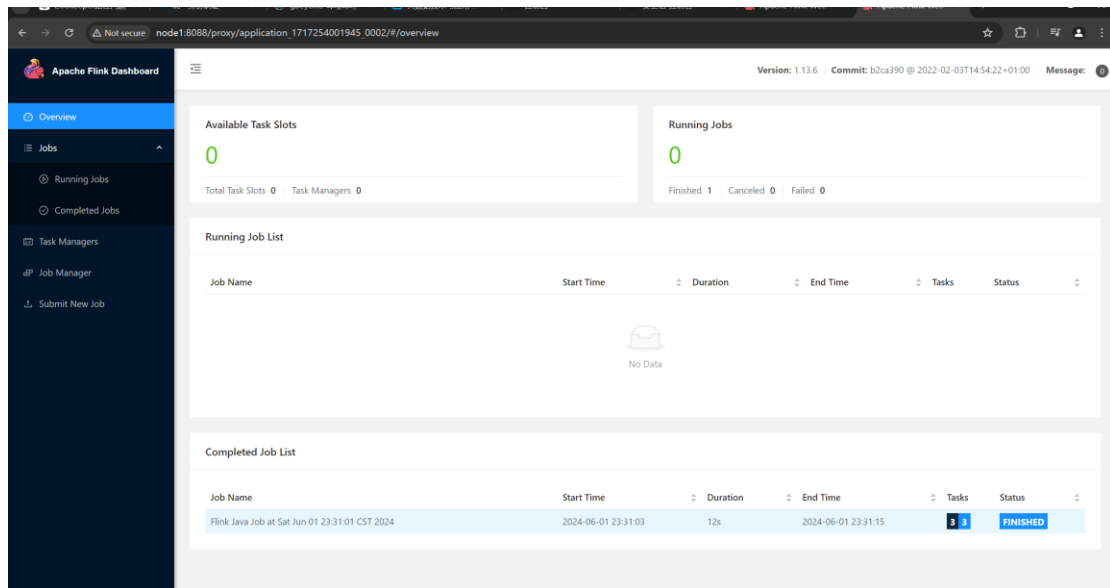 Not secure node1:8088/proxy/application_1717254001945_0002/#/overview
Apache Flink Dashboard
Version: 1.13.6 Commit: b2ca390 @ 2022-02-03T14:54:22+01:00 Message: 0
Overview
Jobs
Running Jobs
Completed Jobs
Task Managers
Job Manager
Submit New Job
Available Task Slots
0
Total Task Slots 0 Task Managers 0
Running Jobs
0
Finished 1 Canceled 0 Failed 0
Running Job List
Job Name Start Time Duration End Time Tasks Status
No Data
Completed Job List
Job Name Start Time Duration End Time Tasks Status
Flink Java Job at Sat Jun 01 23:31:01 CST 2024 2024-06-01 23:31:03 12s 2024-06-01 23:31:15 3 3 FINISHED